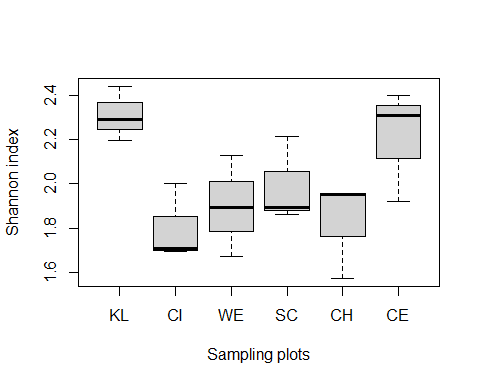 Shannon index
2.4
2.2
2.0
1.8
1.6
KL CI WE SC CH CE
Sampling plots